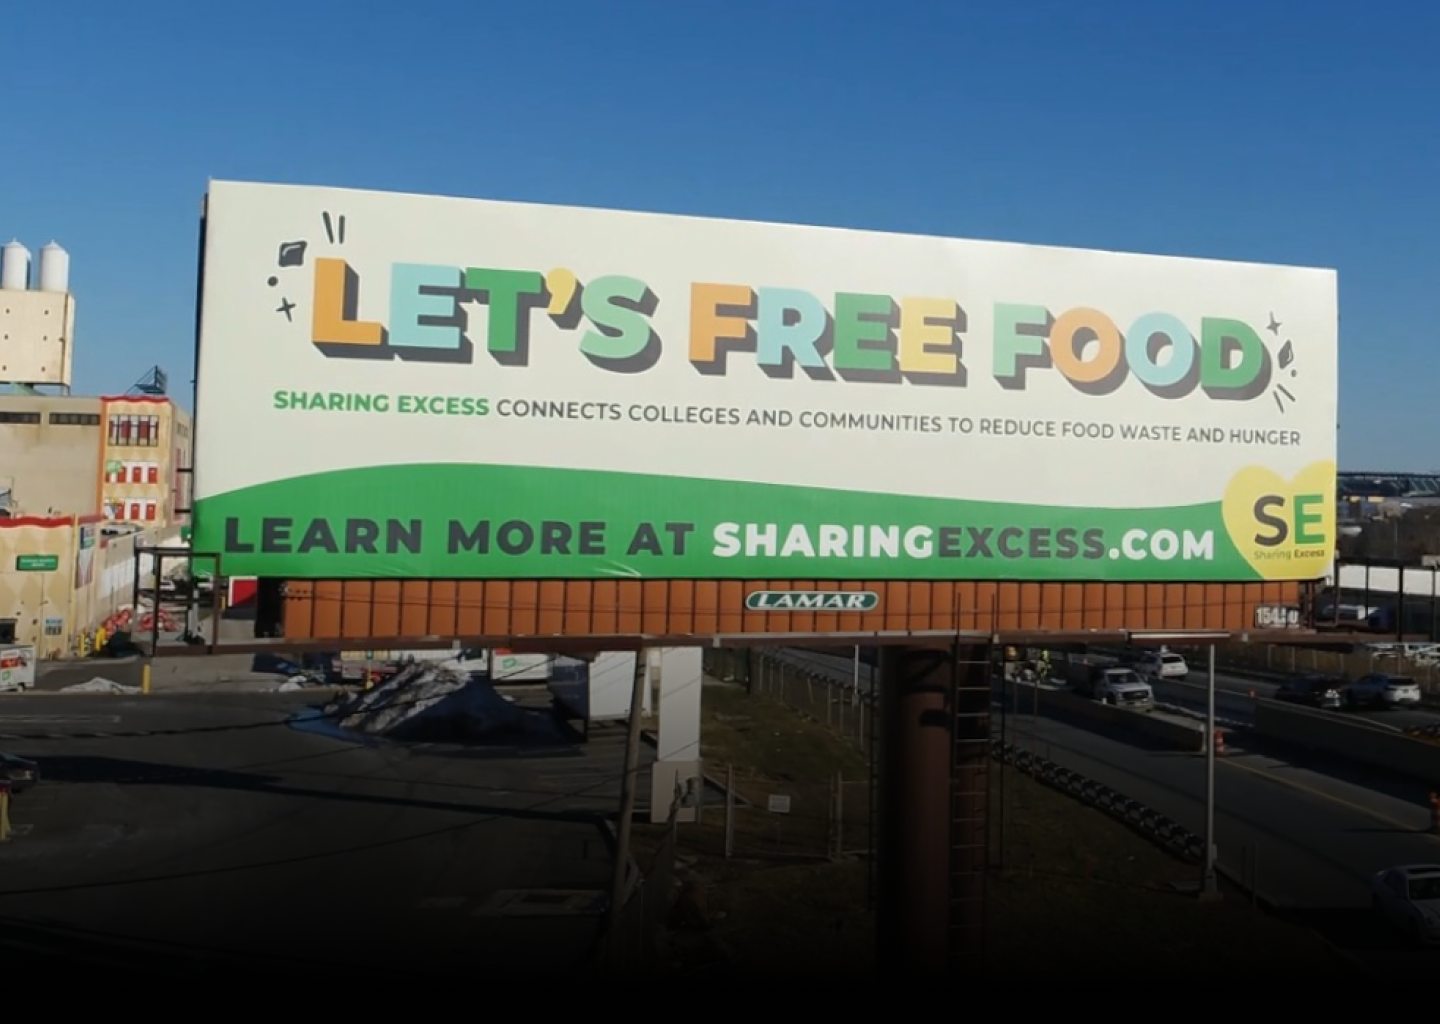 LET'S FREE FOOD
SHARING EXCESS CONNECTS COLLEGES AND COMMUNITIES TO REDUCE FOOD WASTE AND HUNGER
LEARN MORE AT SHARINGEXCESS.COM
SE
Sharing Excess
LAMAR